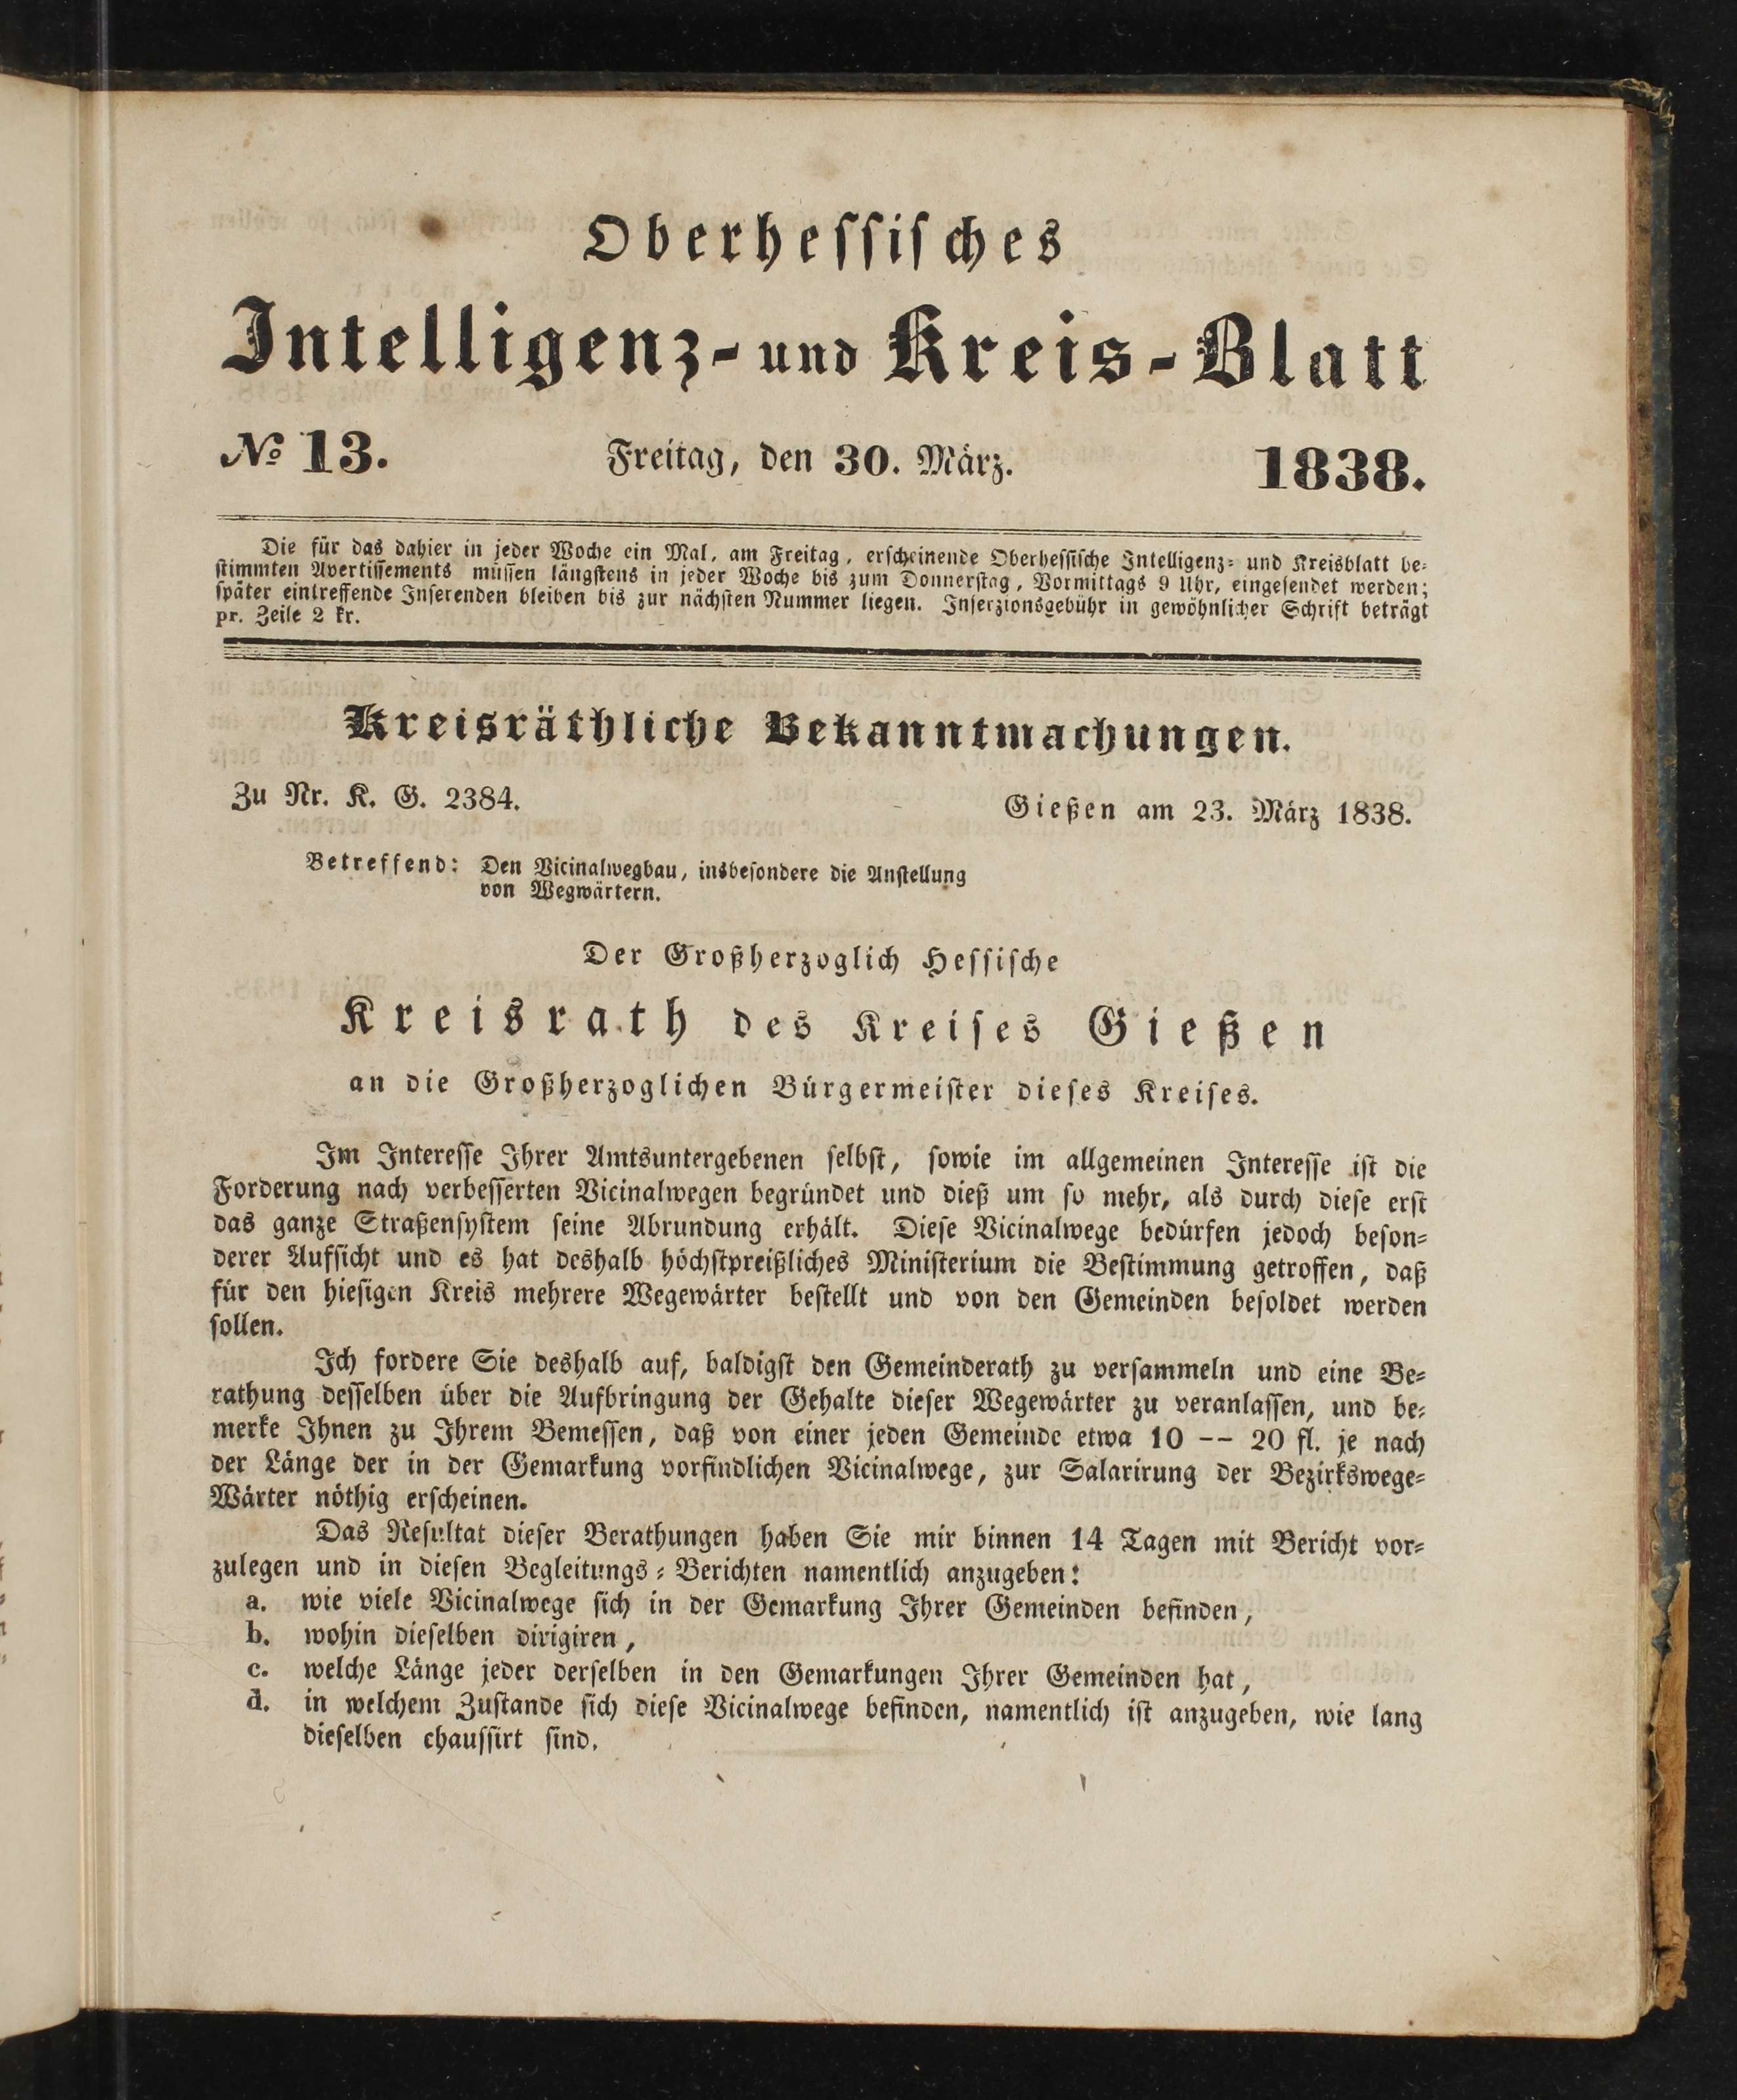 Oberhessisches
Intelligenz- und Kreis-Blatt
No 13. Freitag, den 30. März. 1838.
Die für das dahier in jeder Woche ein Mal, am Freitag, erscheinende Oberhessische Intelligenz- und Kreisblatt be-
stimmten Avertissements müssen längstens in jeder Woche bis zum Donnerstag, Vormittags 9 Uhr, eingesendet werden;
später eintreffende Inserenden bleiben bis zur nächsten Nummer liegen. Inserzionsgebühr in gewöhnlicher Schrift beträgt
pr. Zeile 2 kr.
Kreisräthliche Bekanntmachungen.
Zu Nr. K. G. 2384. Gießen am 23. März 1838.
Betreffend: Den Vicinalwegbau, insbesondere die Anstellung
von Wegwärtern.
Der Großherzoglich Hessische
Kreisrath des Kreises Gießen
an die Großherzoglichen Bürgermeister dieses Kreises.
Im Interesse Ihrer Amtsuntergebenen selbst, sowie im allgemeinen Interesse ist die
Forderung nach verbesserten Vicinalwegen begründet und dieß um so mehr, als durch diese erst
das ganze Straßensystem seine Abrundung erhält. Diese Vicinalwege bedürfen jedoch beson-
derer Aufsicht und es hat deshalb höchstpreißliches Ministerium die Bestimmung getroffen, daß
für den hiesigen Kreis mehrere Wegewärter bestellt und von den Gemeinden besoldet werden
sollen.
Ich fordere Sie deshalb auf, baldigst den Gemeinderath zu versammeln und eine Be-
rathung desselben über die Aufbringung der Gehalte dieser Wegewärter zu veranlassen, und be-
merke Ihnen zu Ihrem Bemessen, daß von einer jeden Gemeinde etwa 10 -- 20 fl. je nach
der Länge der in der Gemarkung vorfindlichen Vicinalwege, zur Salarirung der Bezirkswege-
Wärter nöthig erscheinen.
Das Resultat dieser Berathungen haben Sie mir binnen 14 Tagen mit Bericht vor-
zulegen und in diesen Begleitungs-Berichten namentlich anzugeben:
a. wie viele Vicinalwege sich in der Gemarkung Ihrer Gemeinden befinden,
b. wohin dieselben dirigiren,
c. welche Länge jeder derselben in den Gemarkungen Ihrer Gemeinden hat,
d. in welchem Zustande sich diese Vicinalwege befinden, namentlich ist anzugeben, wie lang
dieselben chaussirt sind.